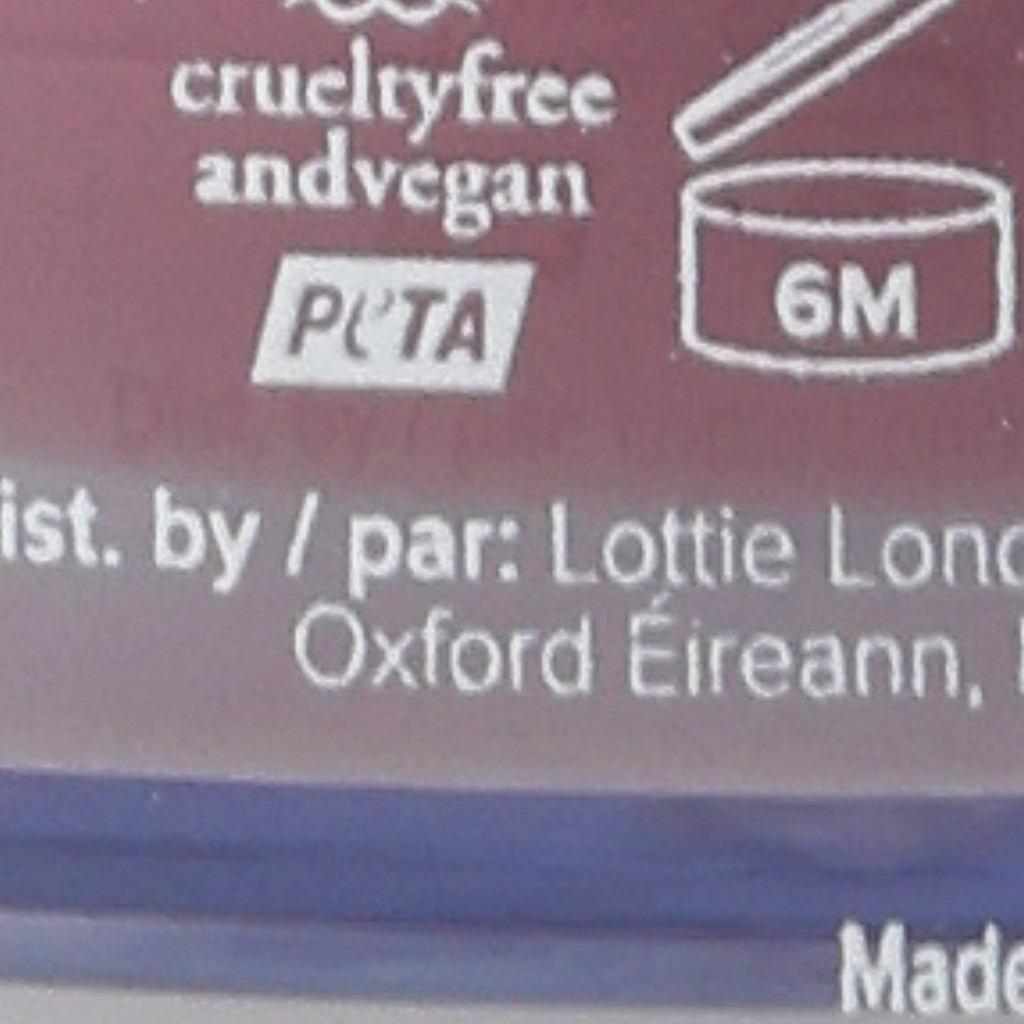 crueltyfree
andvegan
PETA
6M
ist. by / par: Lottie Lond
Oxford Éireann,
Made